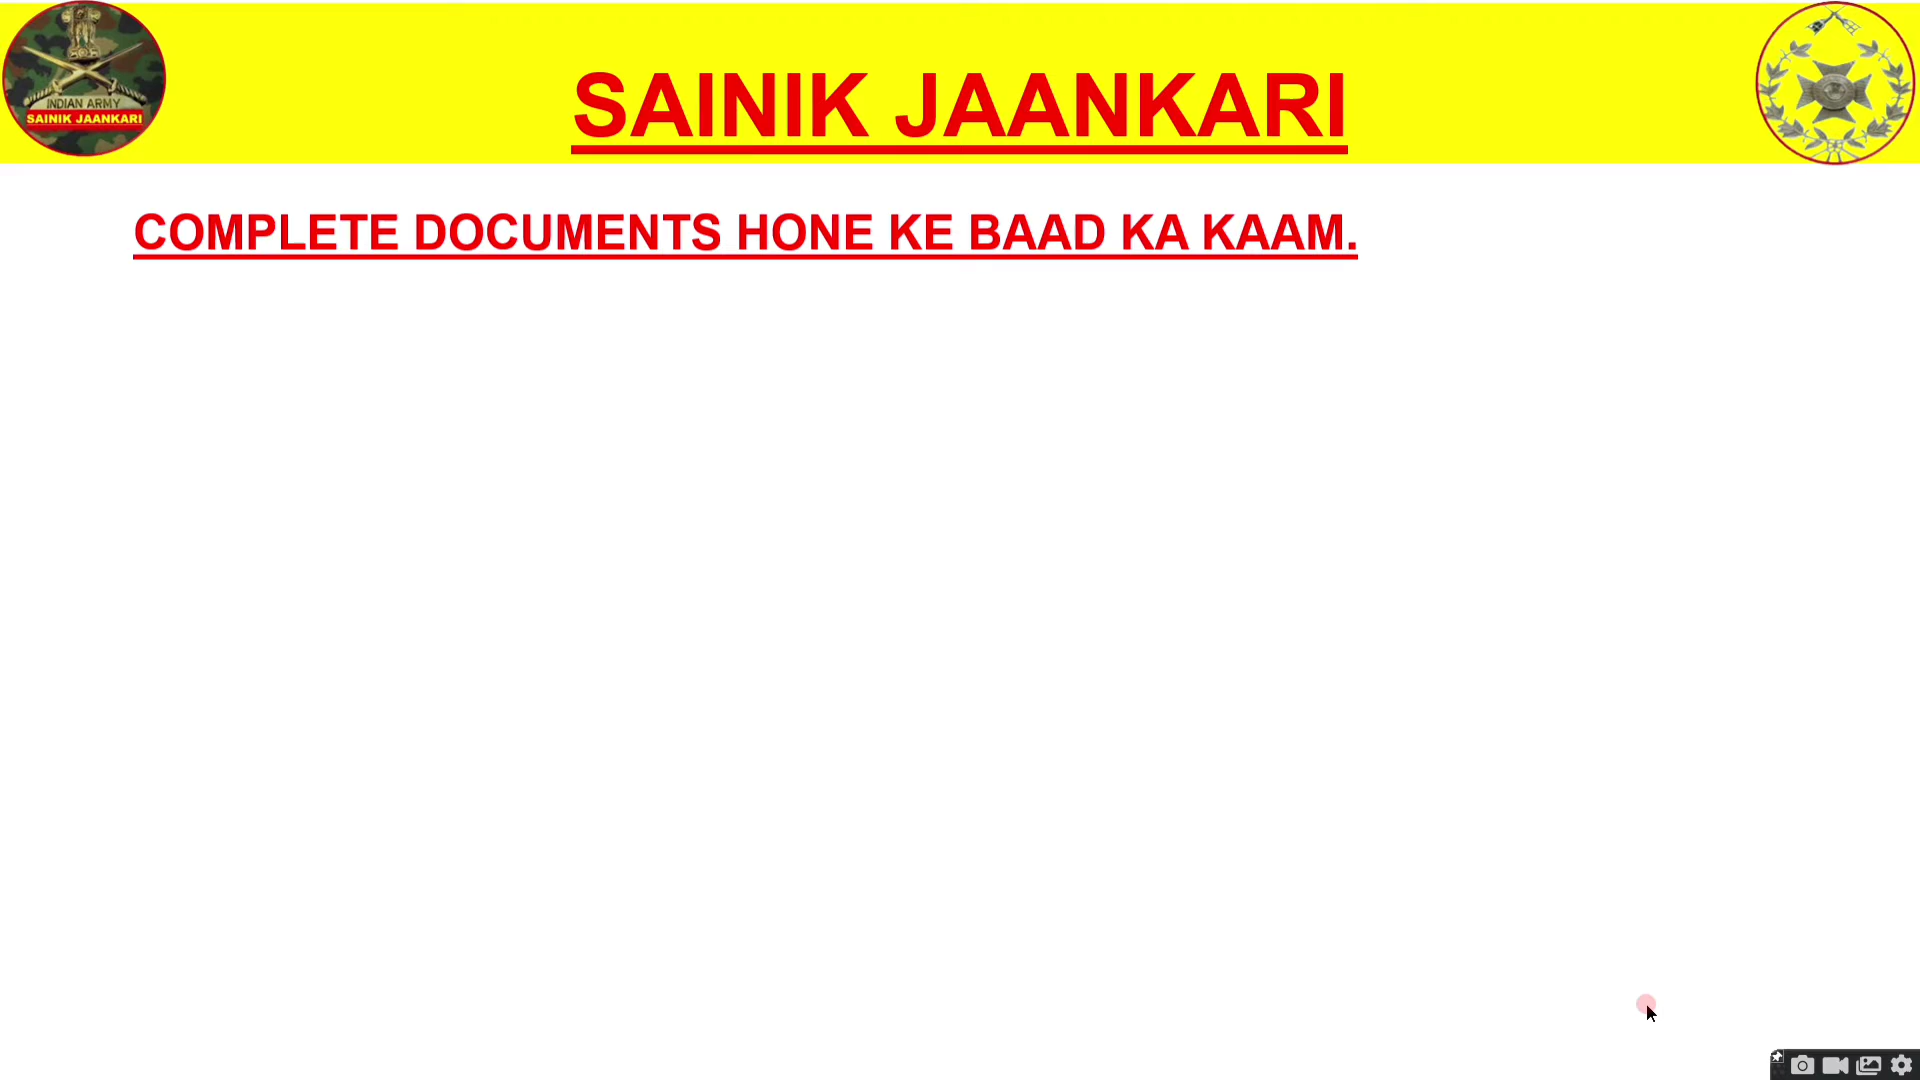 SAINIK JAANKARI
INDIAN ARMY
SAINIK JAANKARI
COMPLETE DOCUMENTS HONE KE BAAD KA KAAM.